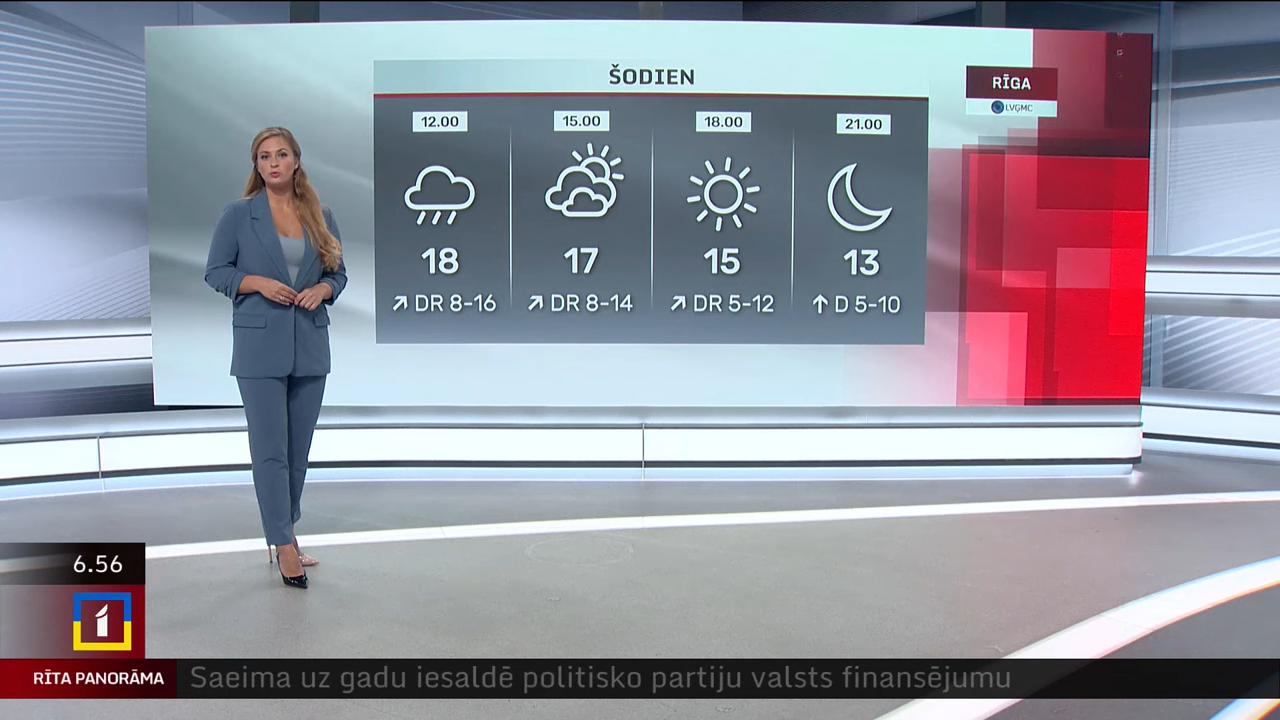 ŠODIEN
RĪGA
LVĢMC
12.00
15.00
18.00
21.00
18
17
15
13
DR 8-16
DR 8-14
DR 5-12
D 5-10
6.56
1
RĪTA PANORĀMA
Saeima uz gadu iesaldē politisko partiju valsts finansējumu